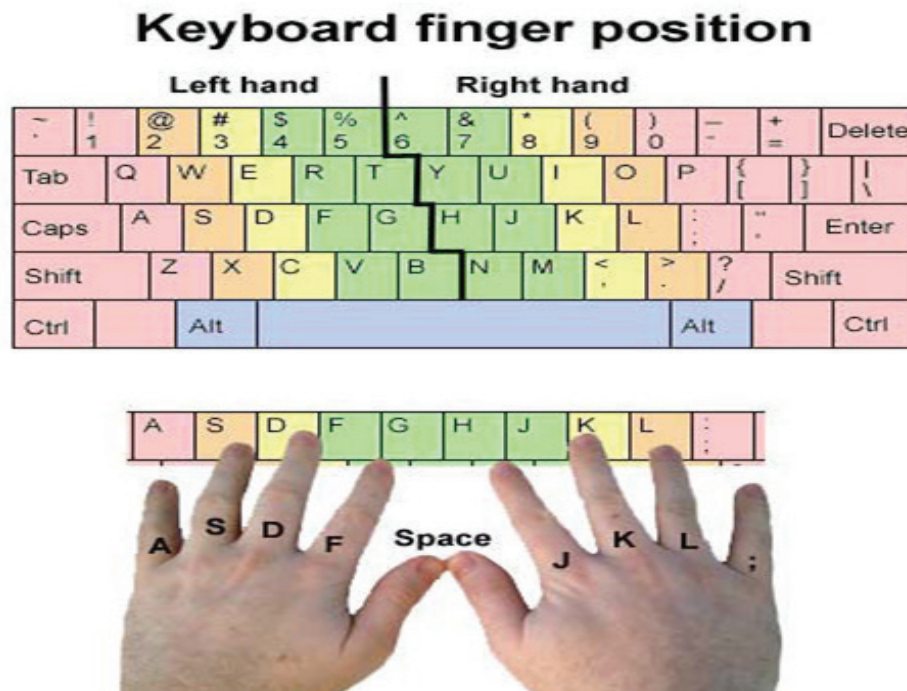 Keyboard finger position
Left hand Right hand
~ ! @ # $ % ^ & * ( ) – +
` 1 2 3 4 5 6 7 8 9 0 - = Delete
Tab Q W E R T Y U I O P { } |
[ ] \
Caps A S D F G H J K L : " Enter
; '
Shift Z X C V B N M < > ? Shift
, . /
Ctrl Alt Alt Ctrl
A S D F G H J K L :
;
A S D F Space J K L ;